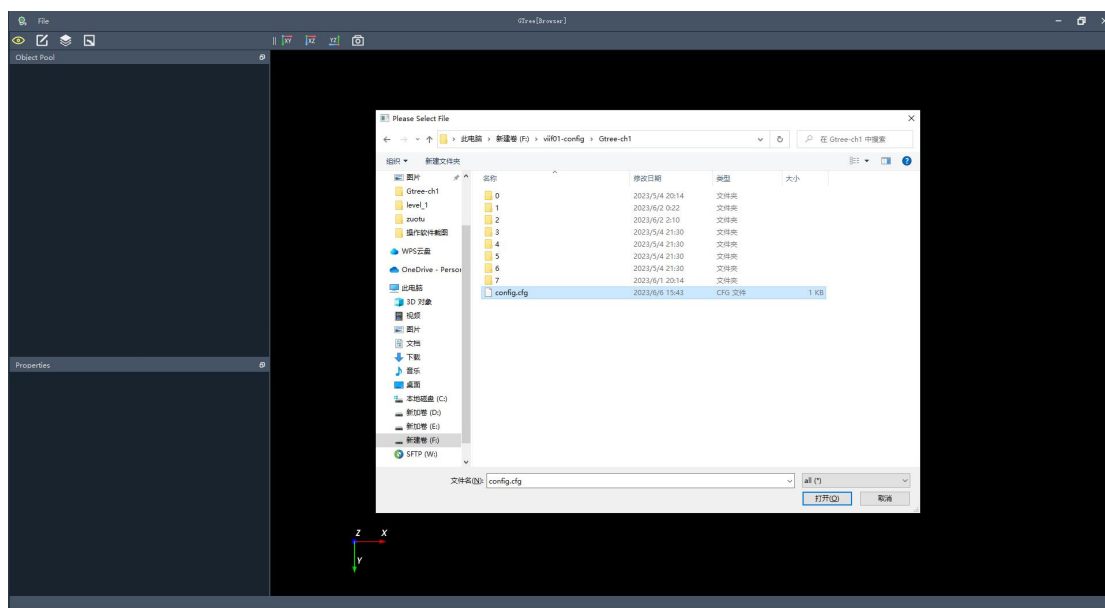 File
GTree[Browser]
XY XZ YZ
Object Pool
Please Select File
此电脑 › 新建卷 (F:) › viif01-config › Gtree-ch1
在 Gtree-ch1 中搜索
组织 新建文件夹
图片
Gtree-ch1
level_1
zuotu
操作软件截图
WPS云盘
OneDrive - Person
此电脑
3D 对象
视频
图片
文档
下载
音乐
桌面
本地磁盘 (C:)
新加卷 (D:)
新加卷 (E:)
新建卷 (F:)
SFTP (W:)
名称 修改日期 类型 大小
0 2023/5/4 20:14 文件夹
1 2023/6/2 0:22 文件夹
2 2023/6/2 2:10 文件夹
3 2023/5/4 21:30 文件夹
4 2023/5/4 21:30 文件夹
5 2023/5/4 21:30 文件夹
6 2023/5/4 21:30 文件夹
7 2023/6/1 20:14 文件夹
config.cfg 2023/6/6 15:43 CFG 文件 1 KB
文件名(N): config.cfg
all (*)
打开(O) 取消
Properties
Z X
Y